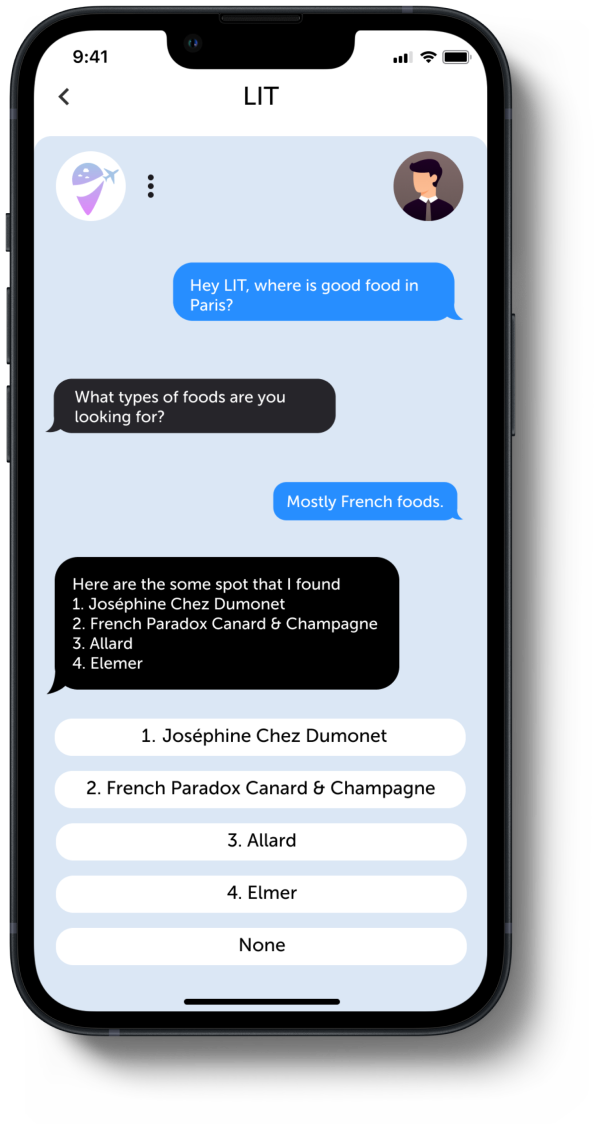 9:41
LIT
Hey LIT, where is good food in
Paris?
What types of foods are you
looking for?
Mostly French foods.
Here are the some spot that I found
1. Joséphine Chez Dumonet
2. French Paradox Canard & Champagne
3. Allard
4. Elemer
1. Joséphine Chez Dumonet
2. French Paradox Canard & Champagne
3. Allard
4. Elmer
None